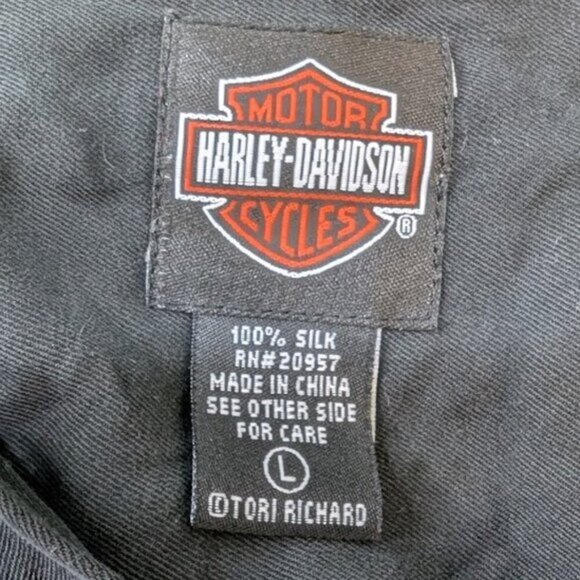 MOTOR
HARLEY-DAVIDSON
CYCLES
®
100% SILK
RN#20957
MADE IN CHINA
SEE OTHER SIDE
FOR CARE
L
©TORI RICHARD